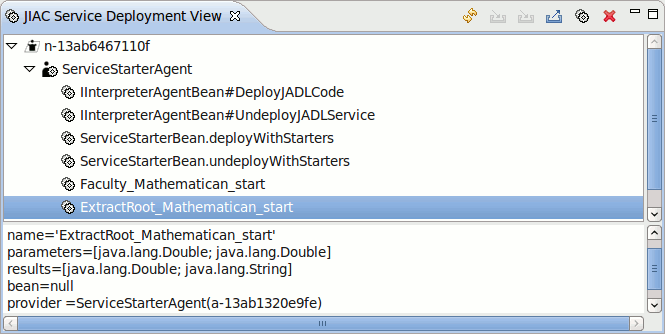 JIAC Service Deployment View
n-13ab6467110f
ServiceStarterAgent
IInterpreterAgentBean#DeployJADLCode
IInterpreterAgentBean#UndeployJADLService
ServiceStarterBean.deployWithStarters
ServiceStarterBean.undeployWithStarters
Faculty_Mathematican_start
ExtractRoot_Mathematican_start
name='ExtractRoot_Mathematican_start'
parameters=[java.lang.Double; java.lang.Double]
results=[java.lang.Double; java.lang.String]
bean=null
provider =ServiceStarterAgent(a-13ab1320e9fe)